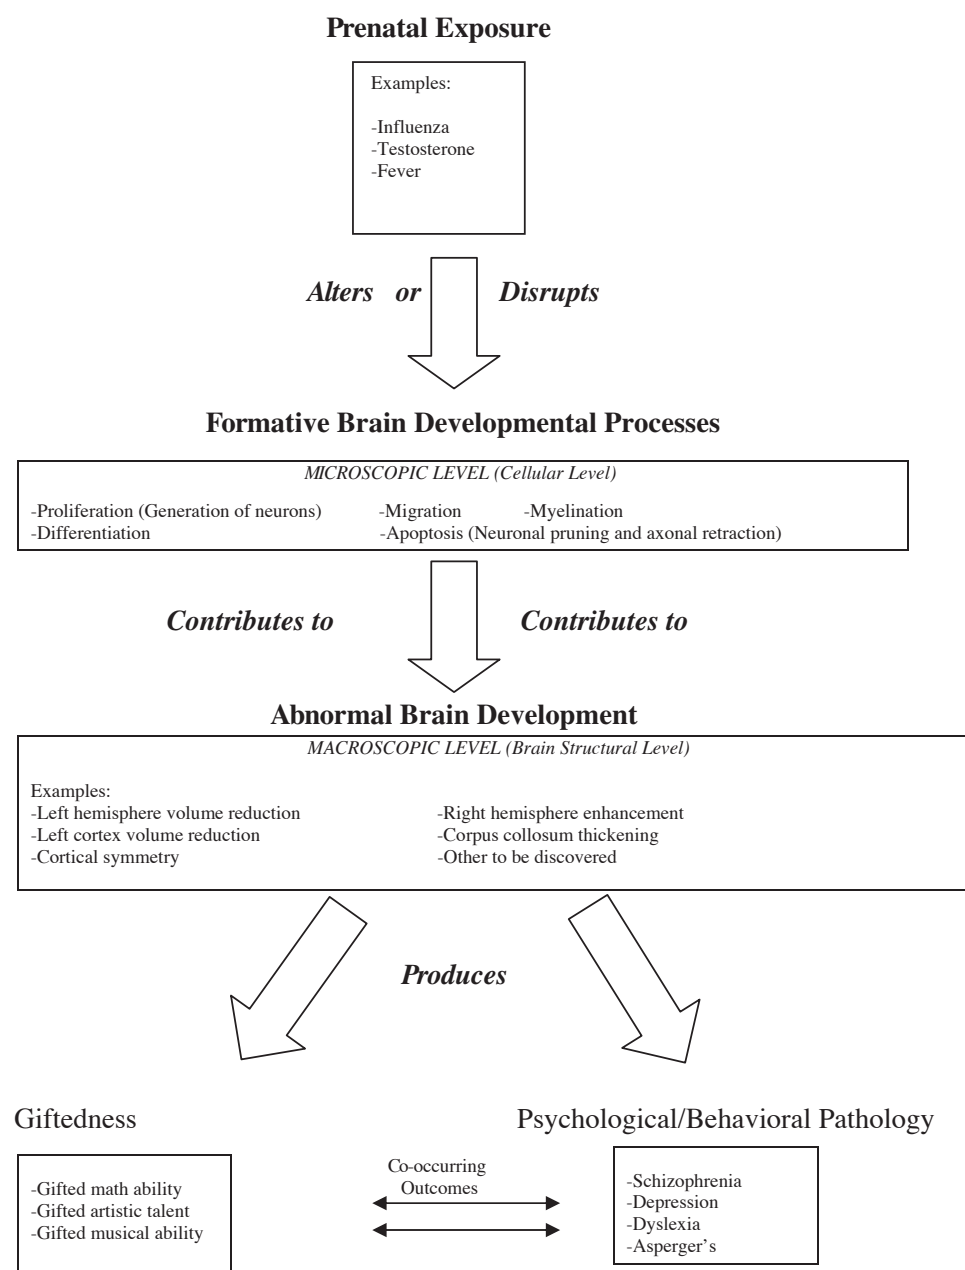 Prenatal Exposure
Examples:
-Influenza
-Testosterone
-Fever
Alters or Disrupts
Formative Brain Developmental Processes
MICROSCOPIC LEVEL (Cellular Level)
-Proliferation (Generation of neurons) -Migration -Myelination
-Differentiation -Apoptosis (Neuronal pruning and axonal retraction)
Contributes to Contributes to
Abnormal Brain Development
MACROSCOPIC LEVEL (Brain Structural Level)
Examples:
-Left hemisphere volume reduction -Right hemisphere enhancement
-Left cortex volume reduction -Corpus collosum thickening
-Cortical symmetry -Other to be discovered
Produces
Giftedness Psychological/Behavioral Pathology
-Gifted math ability
-Gifted artistic talent
-Gifted musical ability
Co-occurring
Outcomes
-Schizophrenia
-Depression
-Dyslexia
-Asperger's